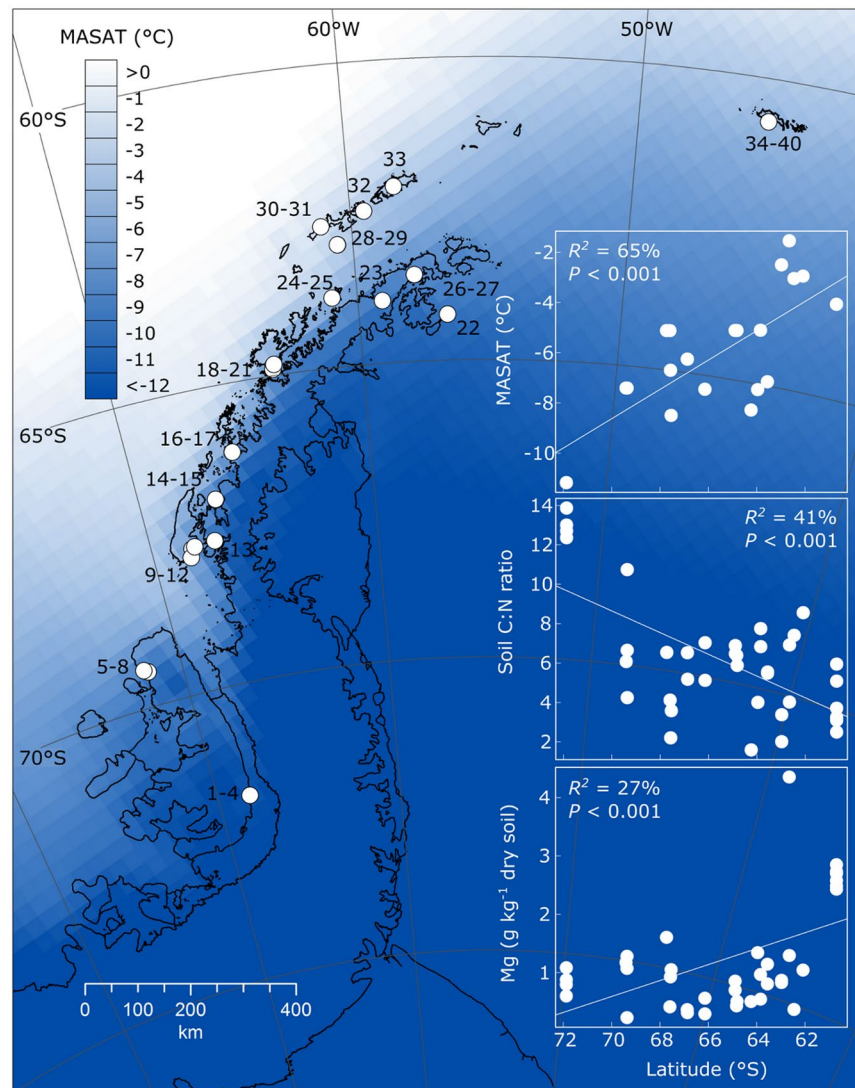 MASAT (°C)
>0
-1
-2
-3
-4
-5
-6
-7
-8
-9
-10
-11
<-12
60°W
50°W
60°S
65°S
70°S
34-40
33
32
30-31
28-29
24-25
23
26-27
22
18-21
16-17
14-15
13
9-12
5-8
1-4
0 100 200 300 400
km
R² = 65%
P < 0.001
MASAT (°C)
-2
-4
-6
-8
-10
R² = 41%
P < 0.001
Soil C:N ratio
14
12
10
8
6
4
2
R² = 27%
P < 0.001
Mg (g kg⁻¹ dry soil)
4
3
2
1
72 70 68 66 64 62
Latitude (°S)